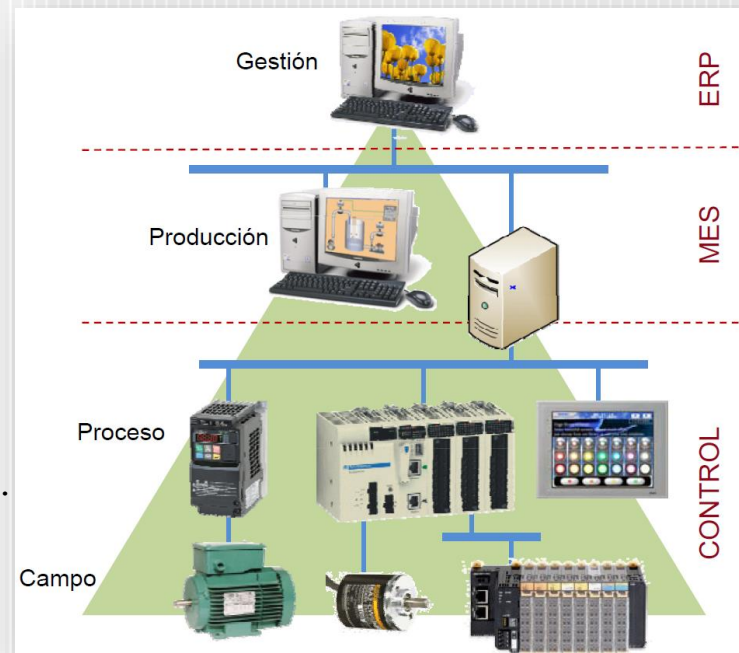 Gestión
ERP
Producción
MES
Proceso
CONTROL
Campo